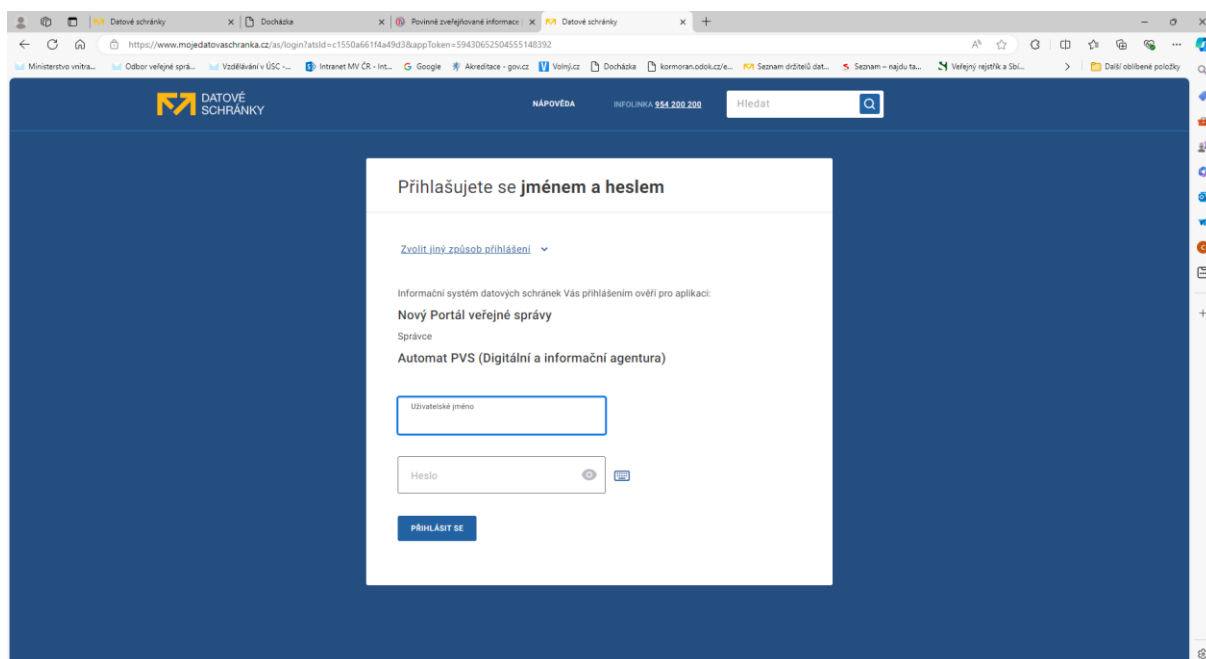 Datové schránky
Docházka
Povinně zveřejňované informace
Datové schránky
https://www.mojedatovaschranka.cz/as/login?atsId=c1550a661f4a49d3&appToken=59430652504555148392
Ministerstvo vnitra...
Odbor veřejné sprá...
Vzdělávání v ÚSC -...
Intranet MV ČR - Int...
Google
Akreditace - gov.cz
Volný.cz
Docházka
kormoran.odok.cz/e...
Seznam držitelů dat...
Seznam – najdu ta...
Veřejný rejstřík a Sbí...
Další oblíbené položky
DATOVÉ
SCHRÁNKY
NÁPOVĚDA
INFOLINKA 954 200 200
Hledat
Přihlašujete se jménem a heslem
Zvolit jiný způsob přihlášení
Informační systém datových schránek Vás přihlášením ověří pro aplikaci:
Nový Portál veřejné správy
Správce
Automat PVS (Digitální a informační agentura)
Uživatelské jméno
Heslo
PŘIHLÁSIT SE